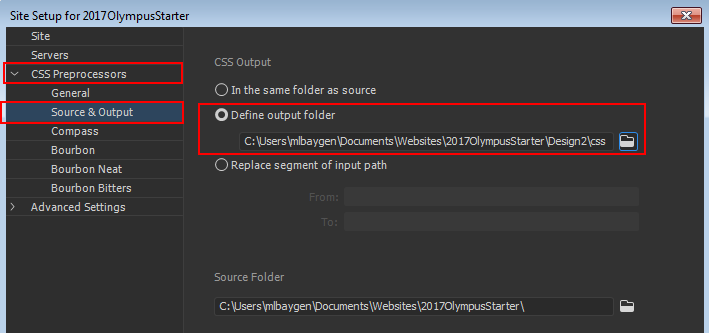 Site Setup for 2017OlympusStarter
Site
Servers
CSS Preprocessors
General
Source & Output
Compass
Bourbon
Bourbon Neat
Bourbon Bitters
Advanced Settings
CSS Output
In the same folder as source
Define output folder
C:\Users\mlbaygen\Documents\Websites\2017OlympusStarter\Design2\css
Replace segment of input path
From:
To:
Source Folder
C:\Users\mlbaygen\Documents\Websites\2017OlympusStarter\